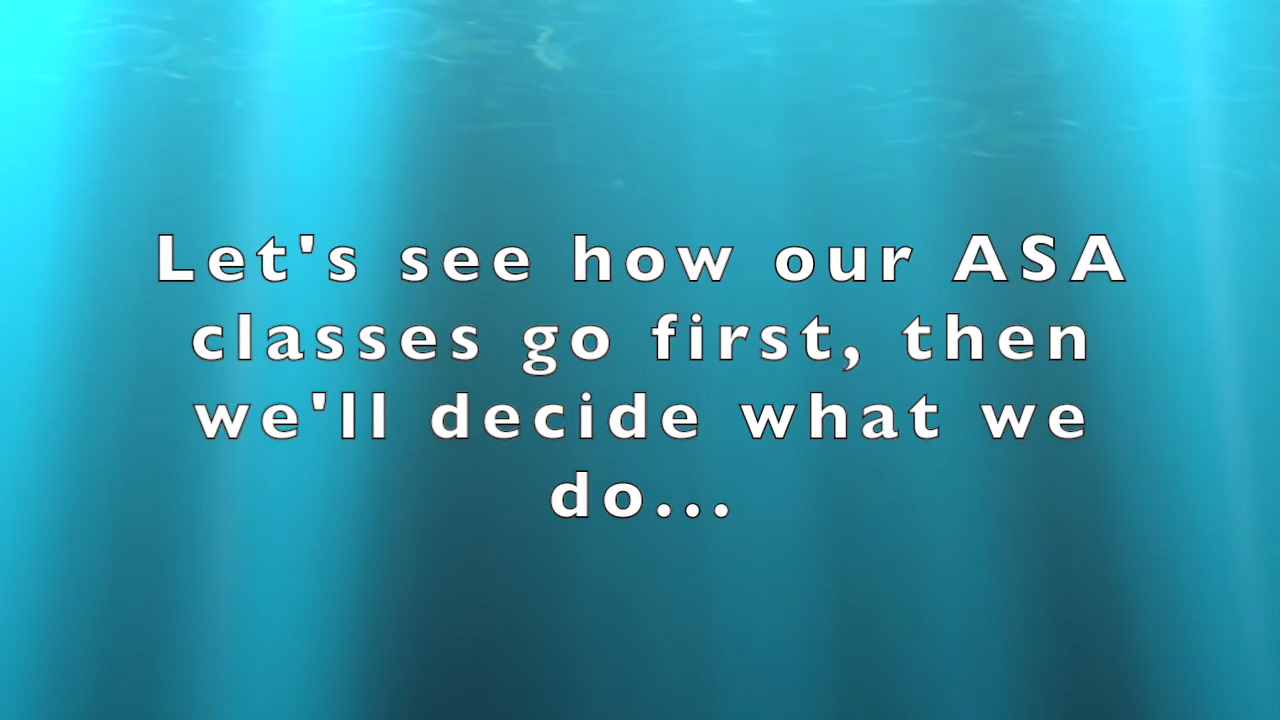 Let's see how our ASA
classes go first, then
we'll decide what we
do...